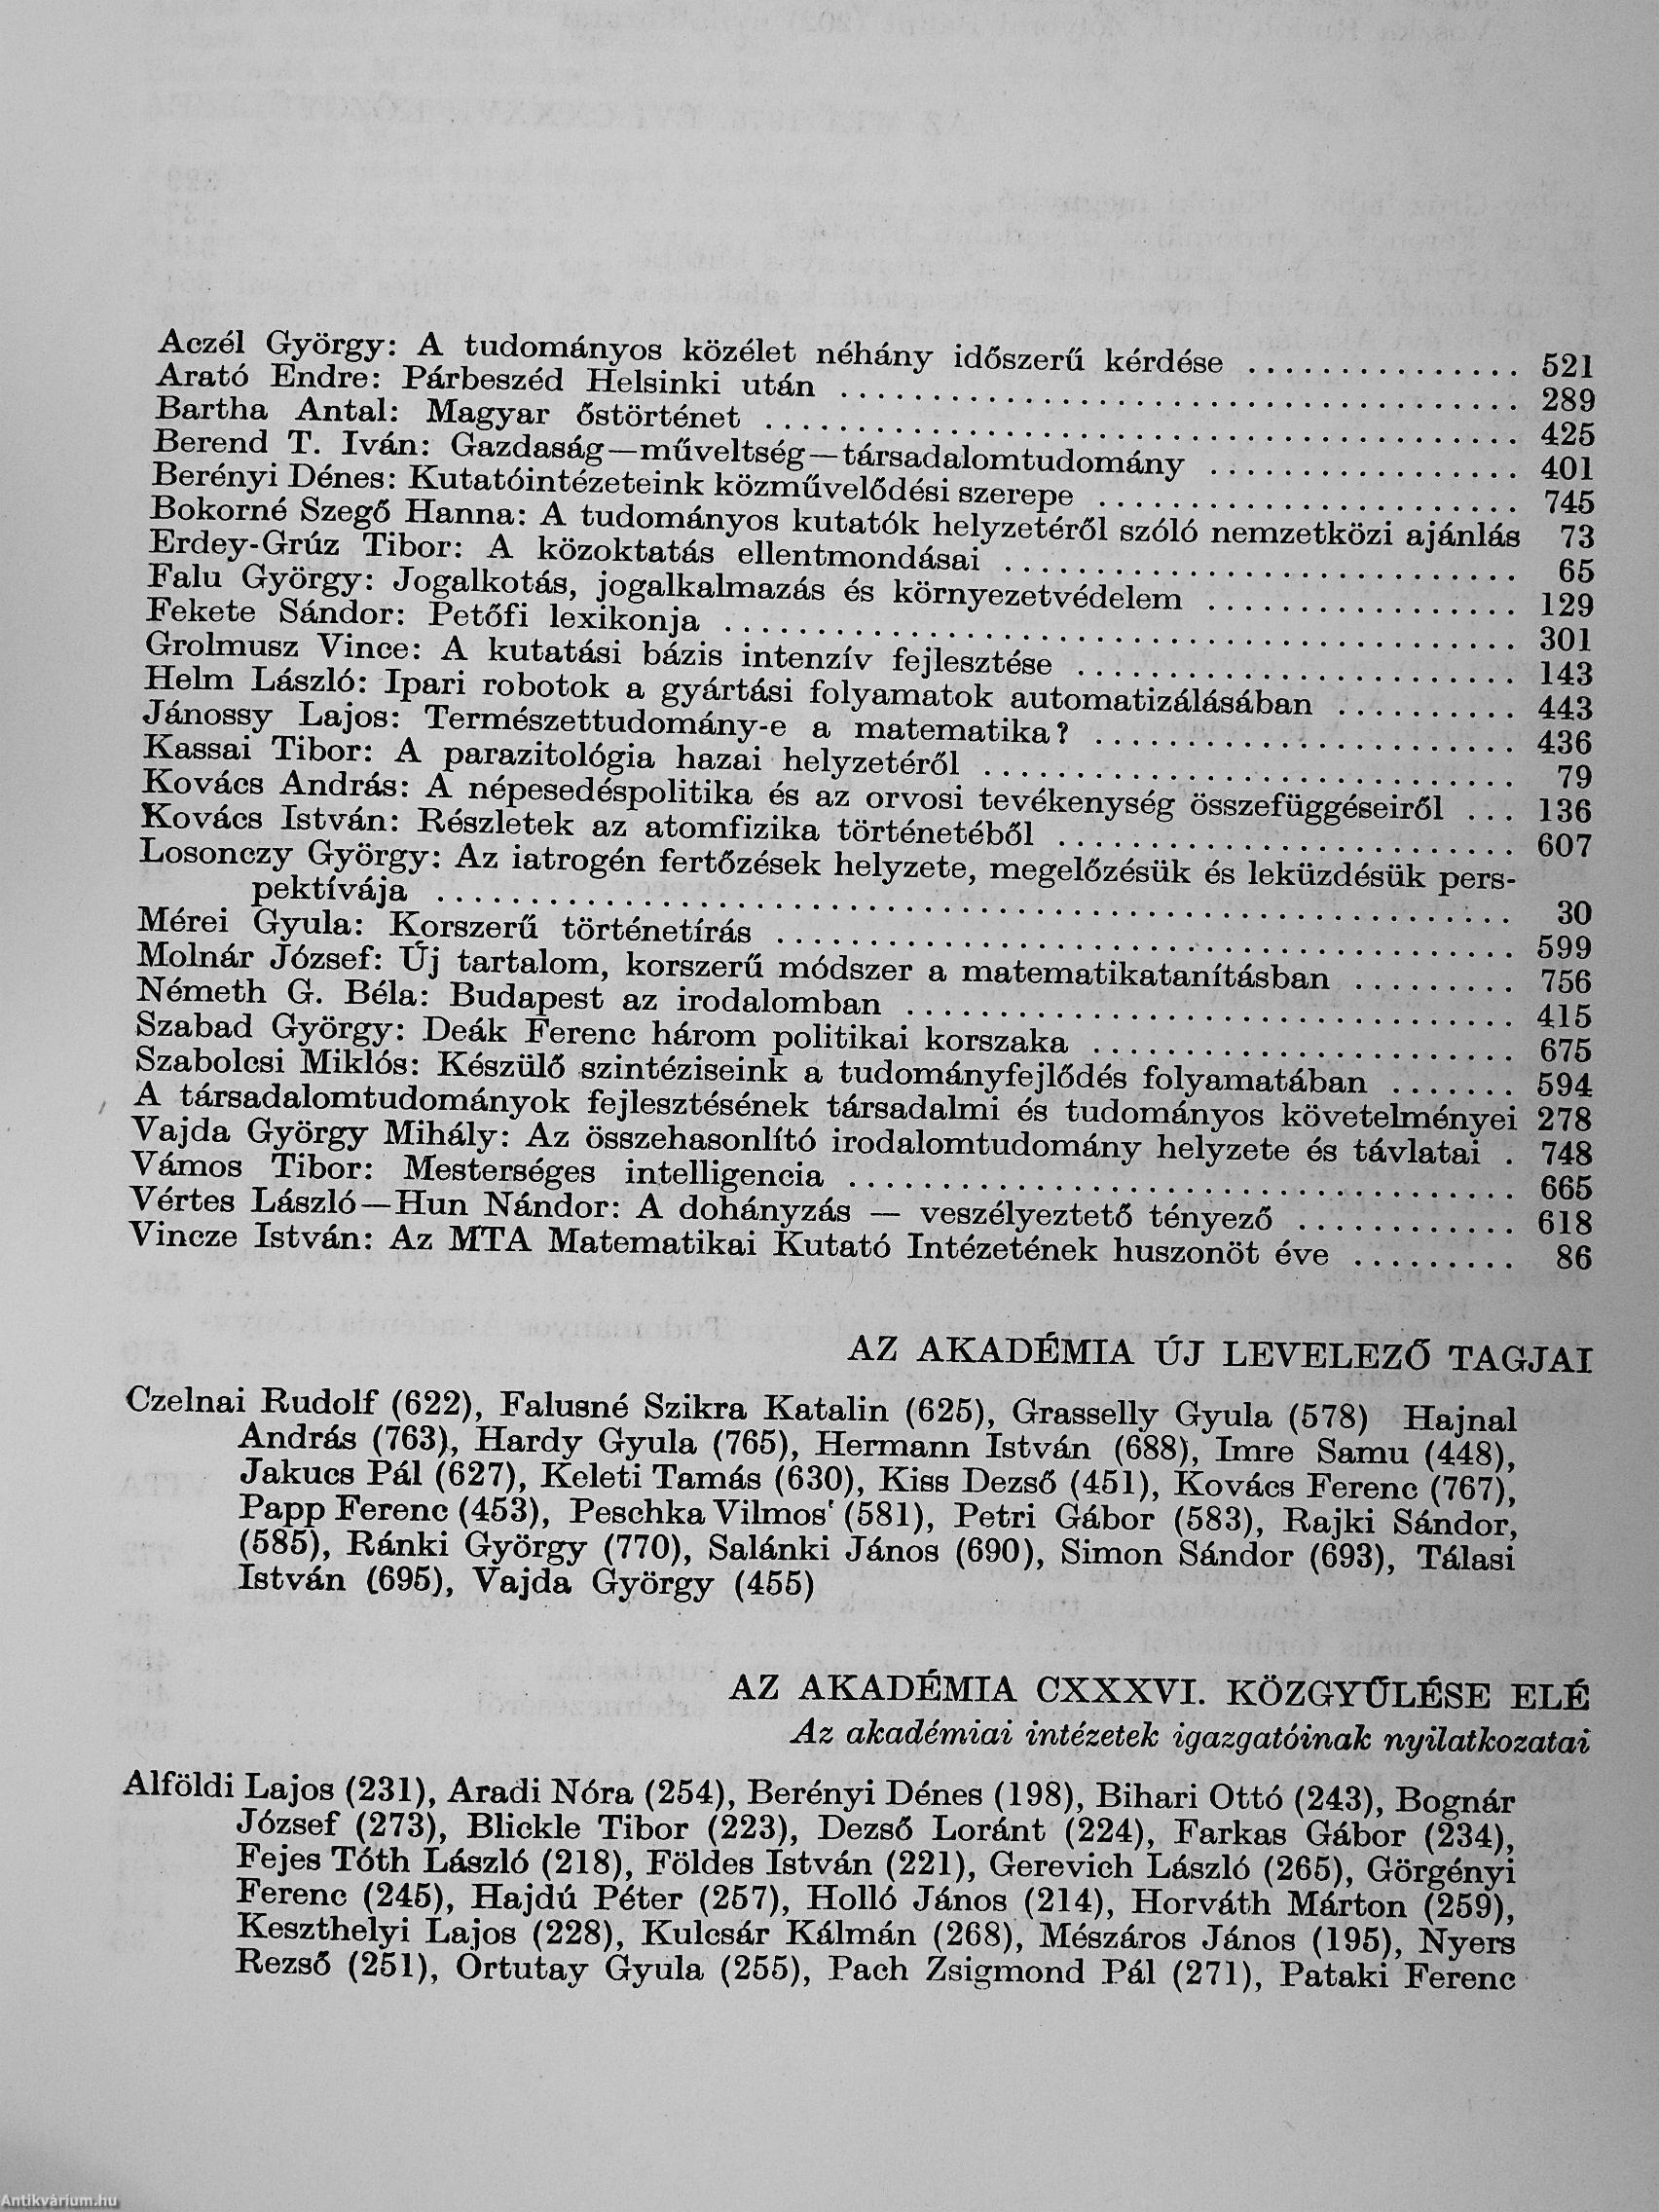 Aczél György: A tudományos közélet néhány időszerű kérdése ............... 521
Arató Endre: Párbeszéd Helsinki után ..................................... 289
Bartha Antal: Magyar őstörténet ......................................... 425
Berend T. Iván: Gazdaság—műveltség—társadalomtudomány ................. 401
Berényi Dénes: Kutatóintézeteink közművelődési szerepe ....................... 745
Bokorné Szegő Hanna: A tudományos kutatók helyzetéről szóló nemzetközi ajánlás 73
Erdey-Grúz Tibor: A közoktatás ellentmondásai ............................ 65
Falu György: Jogalkotás, jogalkalmazás és környezetvédelem ................. 129
Fekete Sándor: Petőfi lexikonja ........................................... 301
Grolmusz Vince: A kutatási bázis intenzív fejlesztése ........................ 143
Helm László: Ipari robotok a gyártási folyamatok automatizálásában .......... 443
Jánossy Lajos: Természettudomány-e a matematika? ....................... 436
Kassai Tibor: A parazitológia hazai helyzetéről ............................. 79
Kovács András: A népesedéspolitika és az orvosi tevékenység összefüggéseiről ... 136
Kovács István: Részletek az atomfizika történetéből ......................... 607
Losonczy György: Az iatrogén fertőzések helyzete, megelőzésük és leküzdésük pers-
pektívája .......................................................... 30
Mérei Gyula: Korszerű történetírás ........................................ 599
Molnár József: Új tartalom, korszerű módszer a matematikatanításban ......... 756
Németh G. Béla: Budapest az irodalomban ................................ 415
Szabad György: Deák Ferenc három politikai korszaka ....................... 675
Szabolcsi Miklós: Készülő szintéziseink a tudományfejlődés folyamatában ....... 594
A társadalomtudományok fejlesztésének társadalmi és tudományos követelményei 278
Vajda György Mihály: Az összehasonlító irodalomtudomány helyzete és távlatai . 748
Vámos Tibor: Mesterséges intelligencia .................................... 665
Vértes László—Hun Nándor: A dohányzás — veszélyeztető tényező ............ 618
Vincze István: Az MTA Matematikai Kutató Intézetének huszonöt éve ......... 86
AZ AKADÉMIA ÚJ LEVELEZŐ TAGJAI
Czelnai Rudolf (622), Falusné Szikra Katalin (625), Grasselly Gyula (578) Hajnal
András (763), Hardy Gyula (765), Hermann István (688), Imre Samu (448),
Jakucs Pál (627), Keleti Tamás (630), Kiss Dezső (451), Kovács Ferenc (767),
Papp Ferenc (453), Peschka Vilmos' (581), Petri Gábor (583), Rajki Sándor,
(585), Ránki György (770), Salánki János (690), Simon Sándor (693), Tálasi
István (695), Vajda György (455)
AZ AKADÉMIA CXXXVI. KÖZGYŰLÉSE ELÉ
Az akadémiai intézetek igazgatóinak nyilatkozatai
Alföldi Lajos (231), Aradi Nóra (254), Berényi Dénes (198), Bihari Ottó (243), Bognár
József (273), Blickle Tibor (223), Dezső Loránt (224), Farkas Gábor (234),
Fejes Tóth László (218), Földes István (221), Gerevich László (265), Görgényi
Ferenc (245), Hajdú Péter (257), Holló János (214), Horváth Márton (259),
Keszthelyi Lajos (228), Kulcsár Kálmán (268), Mészáros János (195), Nyers
Rezső (251), Ortutay Gyula (255), Pach Zsigmond Pál (271), Pataki Ferenc
Antikvárium.hu